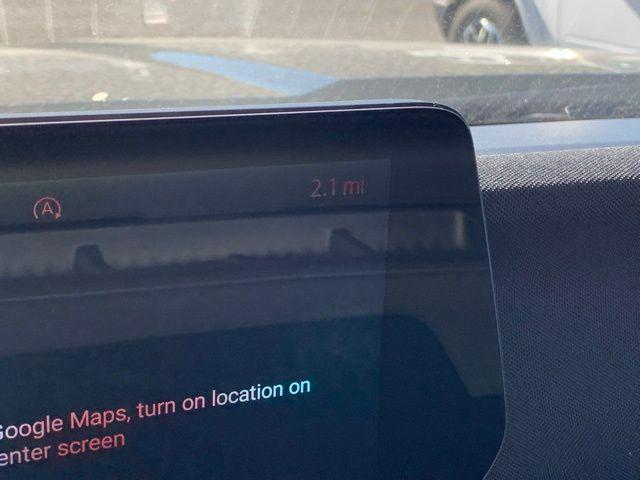 2.1 mi
A
Google Maps, turn on location on
enter screen